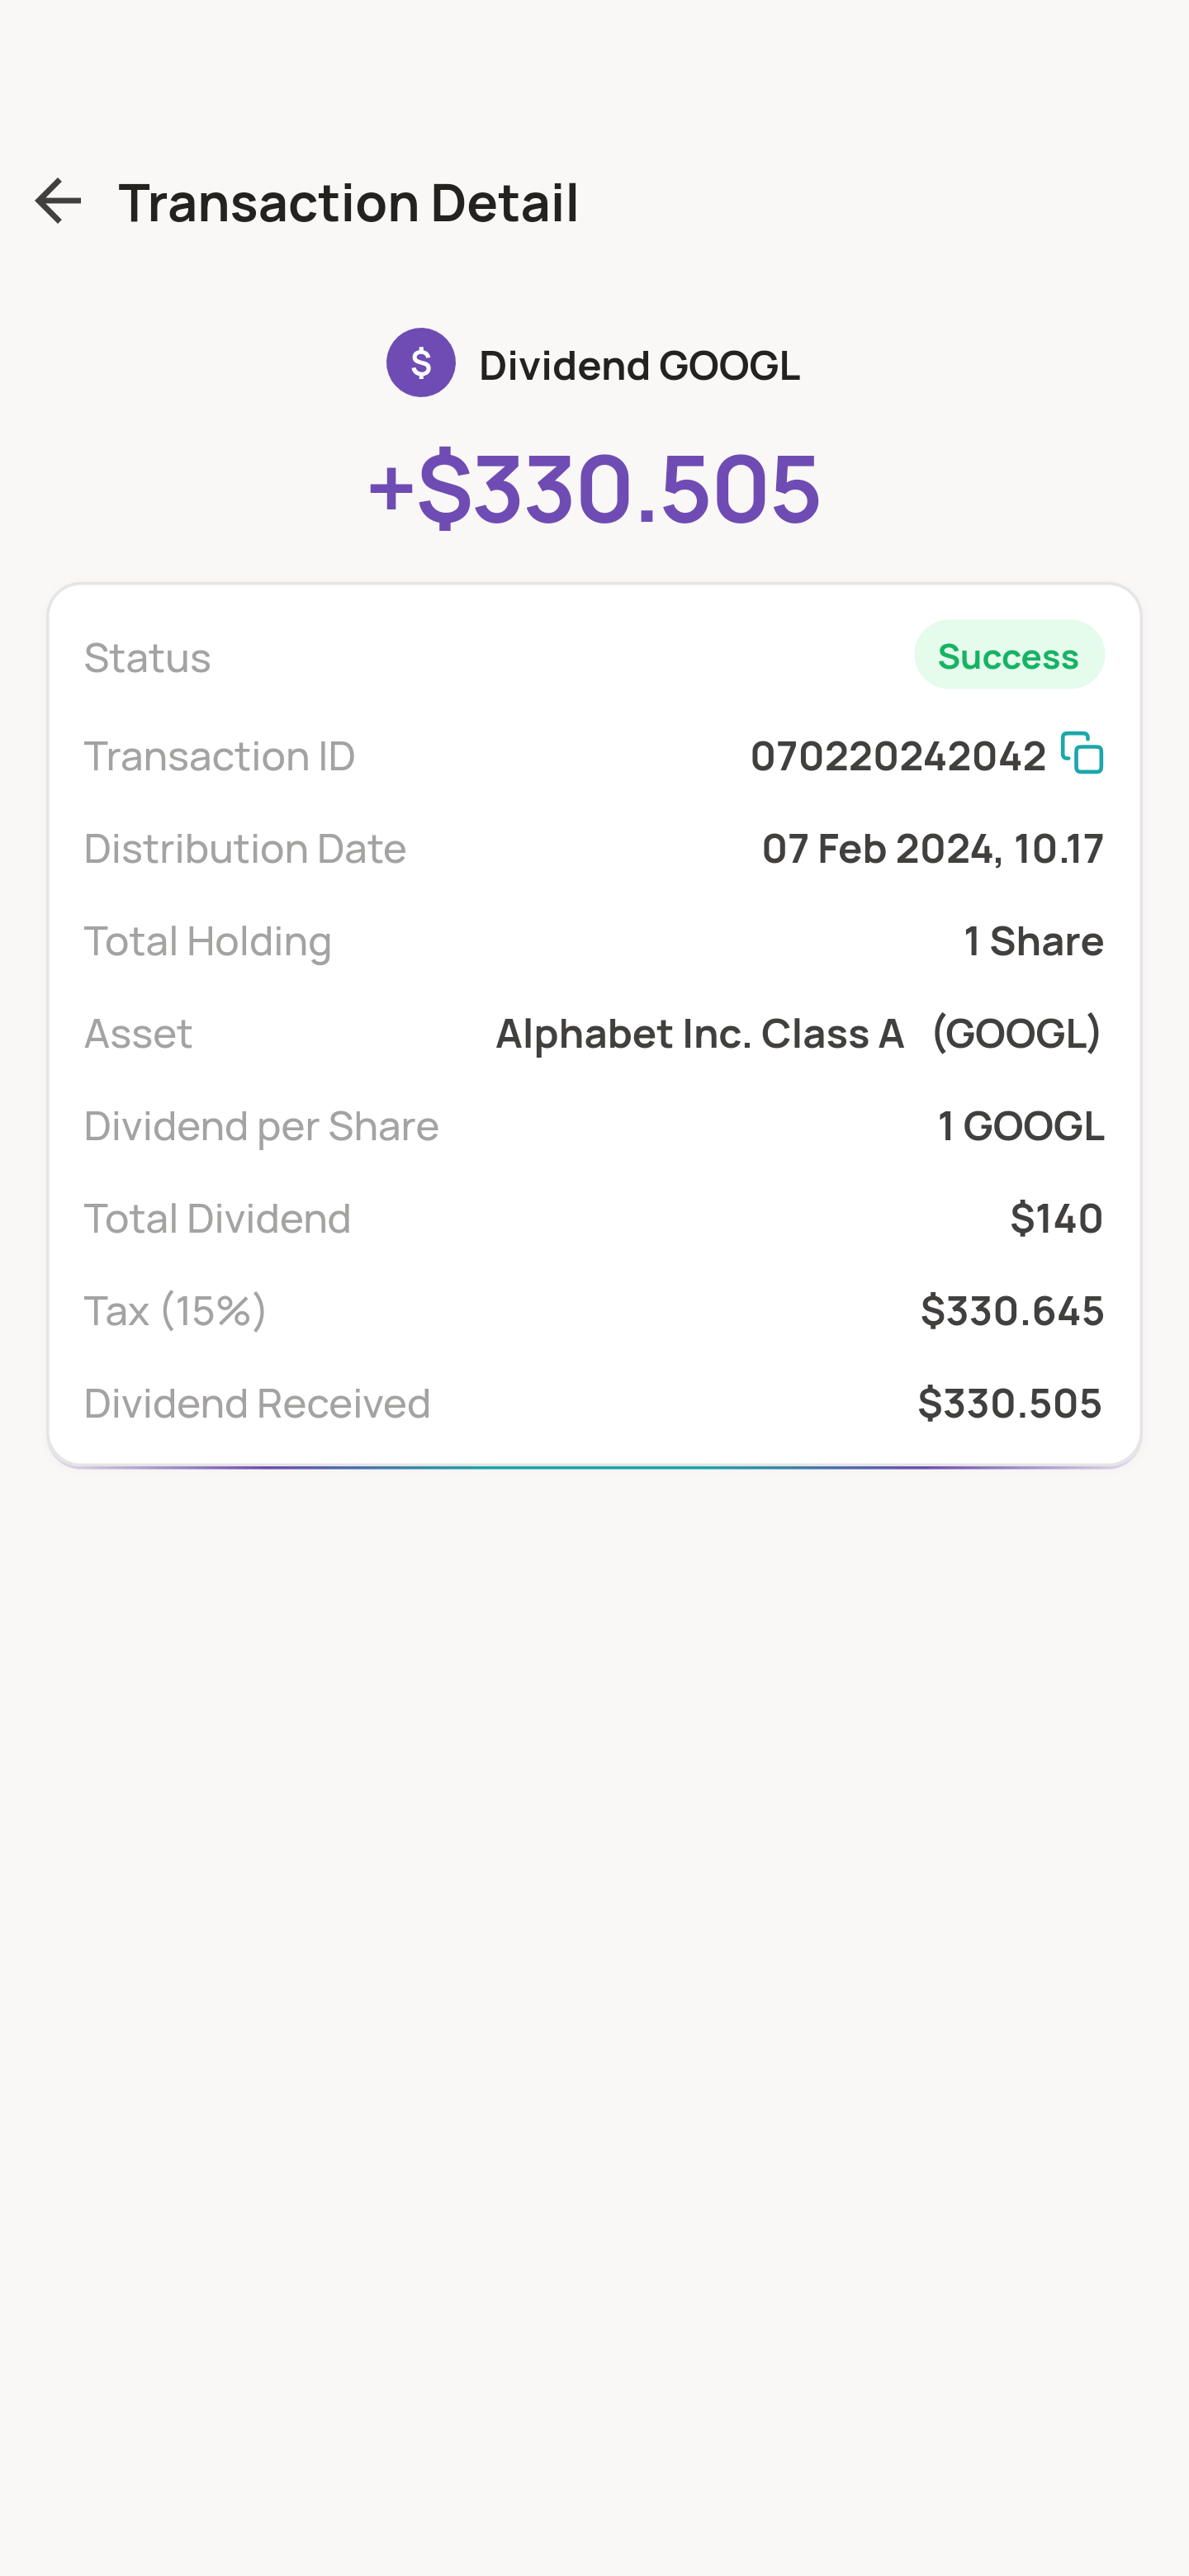 Transaction Detail
$ Dividend GOOGL
+$330.505
Status Success
Transaction ID 070220242042
Distribution Date 07 Feb 2024, 10.17
Total Holding 1 Share
Asset Alphabet Inc. Class A (GOOGL)
Dividend per Share 1 GOOGL
Total Dividend $140
Tax (15%) $330.645
Dividend Received $330.505